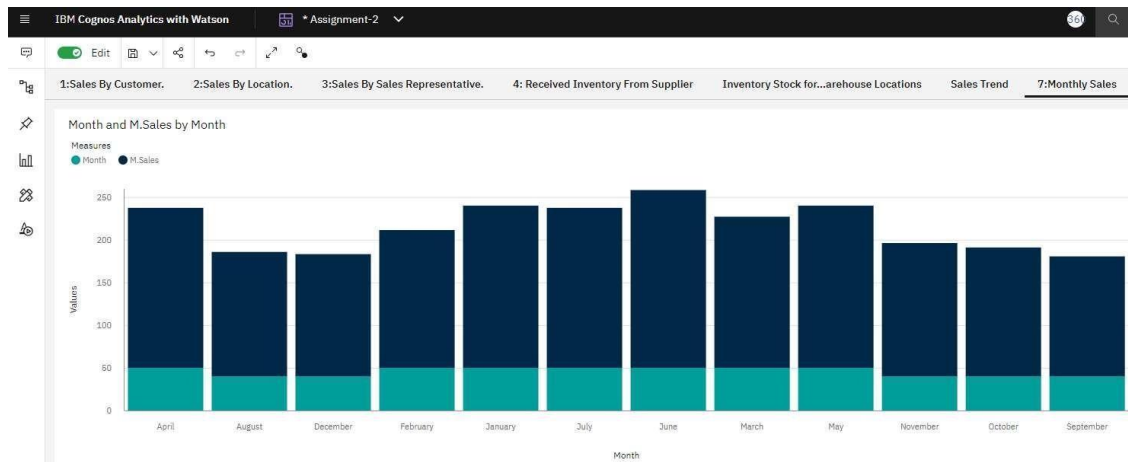 IBM Cognos Analytics with Watson * Assignment-2 360
Edit
1:Sales By Customer. 2:Sales By Location. 3:Sales By Sales Representative. 4: Received Inventory From Supplier Inventory Stock for...arehouse Locations Sales Trend 7:Monthly Sales
Month and M.Sales by Month
Measures
Month M.Sales
250
200
150
100
50
0
Values
April August December February January July June March May November October September
Month